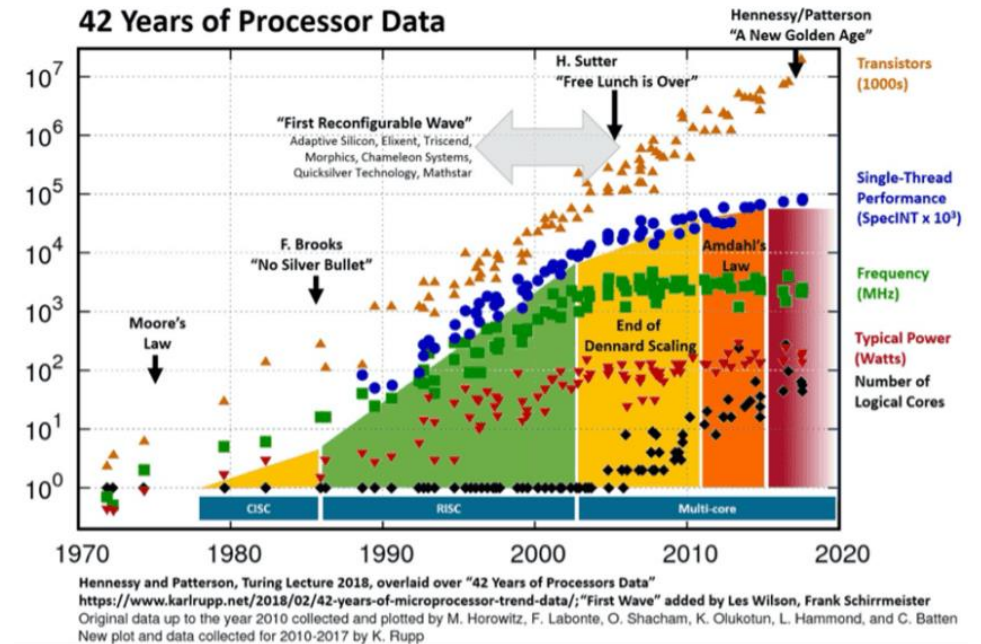 42 Years of Processor Data
Hennessy/Patterson
“A New Golden Age”
H. Sutter
“Free Lunch is Over”
“First Reconfigurable Wave”
Adaptive Silicon, Elixent, Triscend,
Morphics, Chameleon Systems,
Quicksilver Technology, Mathstar
F. Brooks
“No Silver Bullet”
Moore's
Law
Amdahl's
Law
End of
Dennard Scaling
Transistors
(1000s)
Single-Thread
Performance
(SpecINT x 10³)
Frequency
(MHz)
Typical Power
(Watts)
Number of
Logical Cores
10⁷
10⁶
10⁵
10⁴
10³
10²
10¹
10⁰
CISC
RISC
Multi-core
1970 1980 1990 2000 2010 2020
Hennessy and Patterson, Turing Lecture 2018, overlaid over “42 Years of Processors Data”
https://www.karlrupp.net/2018/02/42-years-of-microprocessor-trend-data/;“First Wave” added by Les Wilson, Frank Schirrmeister
Original data up to the year 2010 collected and plotted by M. Horowitz, F. Labonte, O. Shacham, K. Olukotun, L. Hammond, and C. Batten
New plot and data collected for 2010-2017 by K. Rupp